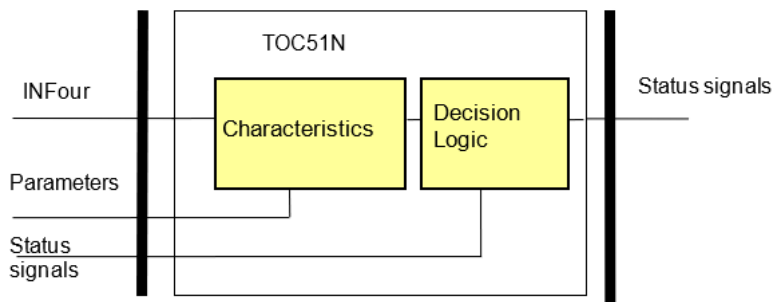 TOC51N
INFour
Status signals
Characteristics
Decision
Logic
Parameters
Status
signals